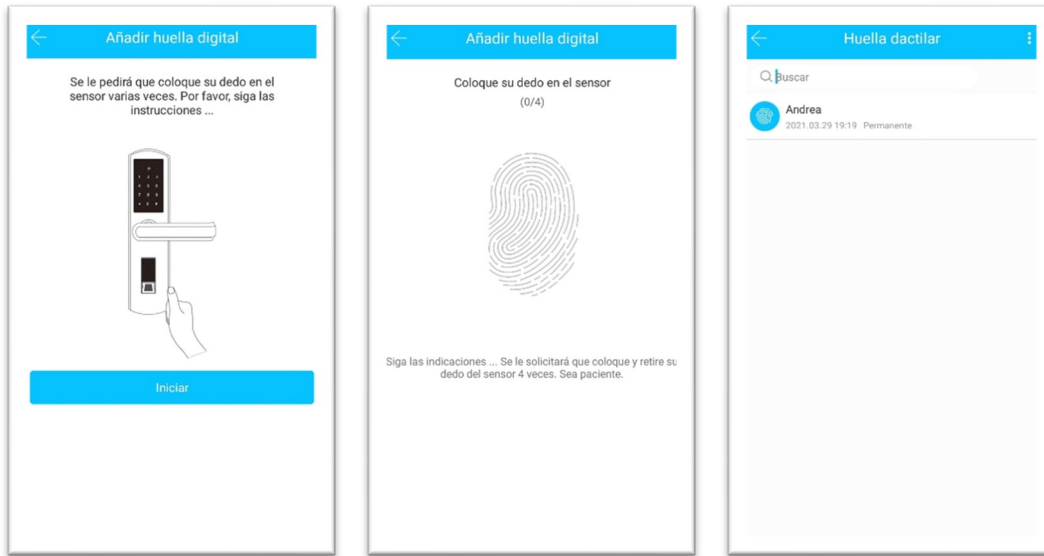 Añadir huella digital
Se le pedirá que coloque su dedo en el
sensor varias veces. Por favor, siga las
instrucciones ...
Iniciar
Añadir huella digital
Coloque su dedo en el sensor
(0/4)
Siga las indicaciones ... Se le solicitará que coloque y retire su
dedo del sensor 4 veces. Sea paciente.
Huella dactilar
Buscar
Andrea
2021.03.29 19:19 Permanente